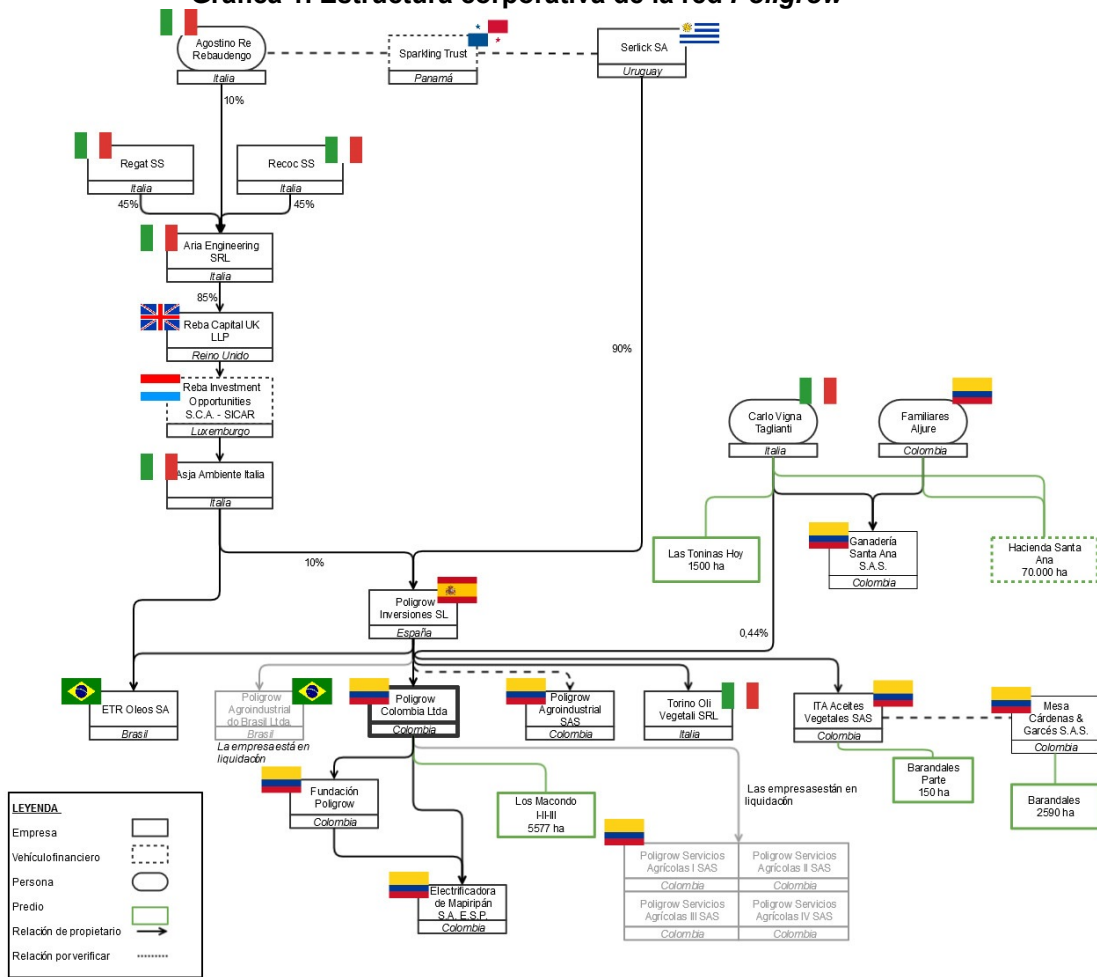 Gráfica 1. Estructura corporativa de la red Poligrow
Agostino Re
Rebaudengo
Italia
Sparkling Trust
Panamá
Serlick SA
Uruguay
10%
Regat SS
Italia
Recoc SS
Italia
45%
45%
Aria Engineering
SRL
Italia
85%
Reba Capital UK
LLP
Reino Unido
90%
Reba Investment
Opportunities
S.C.A. - SICAR
Luxemburgo
Carlo Vigna
Taglianti
Italia
Familiares
Aljure
Colombia
Asja Ambiente Italia
Italia
Las Toninas Hoy
1500 ha
Ganadería
Santa Ana
S.A.S.
Colombia
Hacienda Santa
Ana
70.000 ha
10%
Poligrow
Inversiones SL
España
0,44%
ETR Oleos SA
Brasil
Poligrow
Agroindustrial
do Brasil Ltda.
Brasil
La empresa está en
liquidación
Poligrow
Colombia Ltda
Colombia
Poligrow
Agroindustrial
SAS
Colombia
Torino Oli
Vegetali SRL
Italia
ITA Aceites
Vegetales SAS
Colombia
Mesa
Cárdenas &
Garcés S.A.S.
Colombia
Fundación
Poligrow
Colombia
Los Macondo
I-II-III
5577 ha
Las empresas están en
liquidación
Barandales
Parte
150 ha
Barandales
2590 ha
Poligrow Servicios
Agrícolas I SAS
Colombia
Poligrow Servicios
Agrícolas II SAS
Colombia
Poligrow Servicios
Agrícolas III SAS
Colombia
Poligrow Servicios
Agrícolas IV SAS
Colombia
Electrificadora
de Mapiripán
S.A. E.S.P.
Colombia
LEYENDA
Empresa
Vehículo financiero
Persona
Predio
Relación de propietario
Relación por verificar